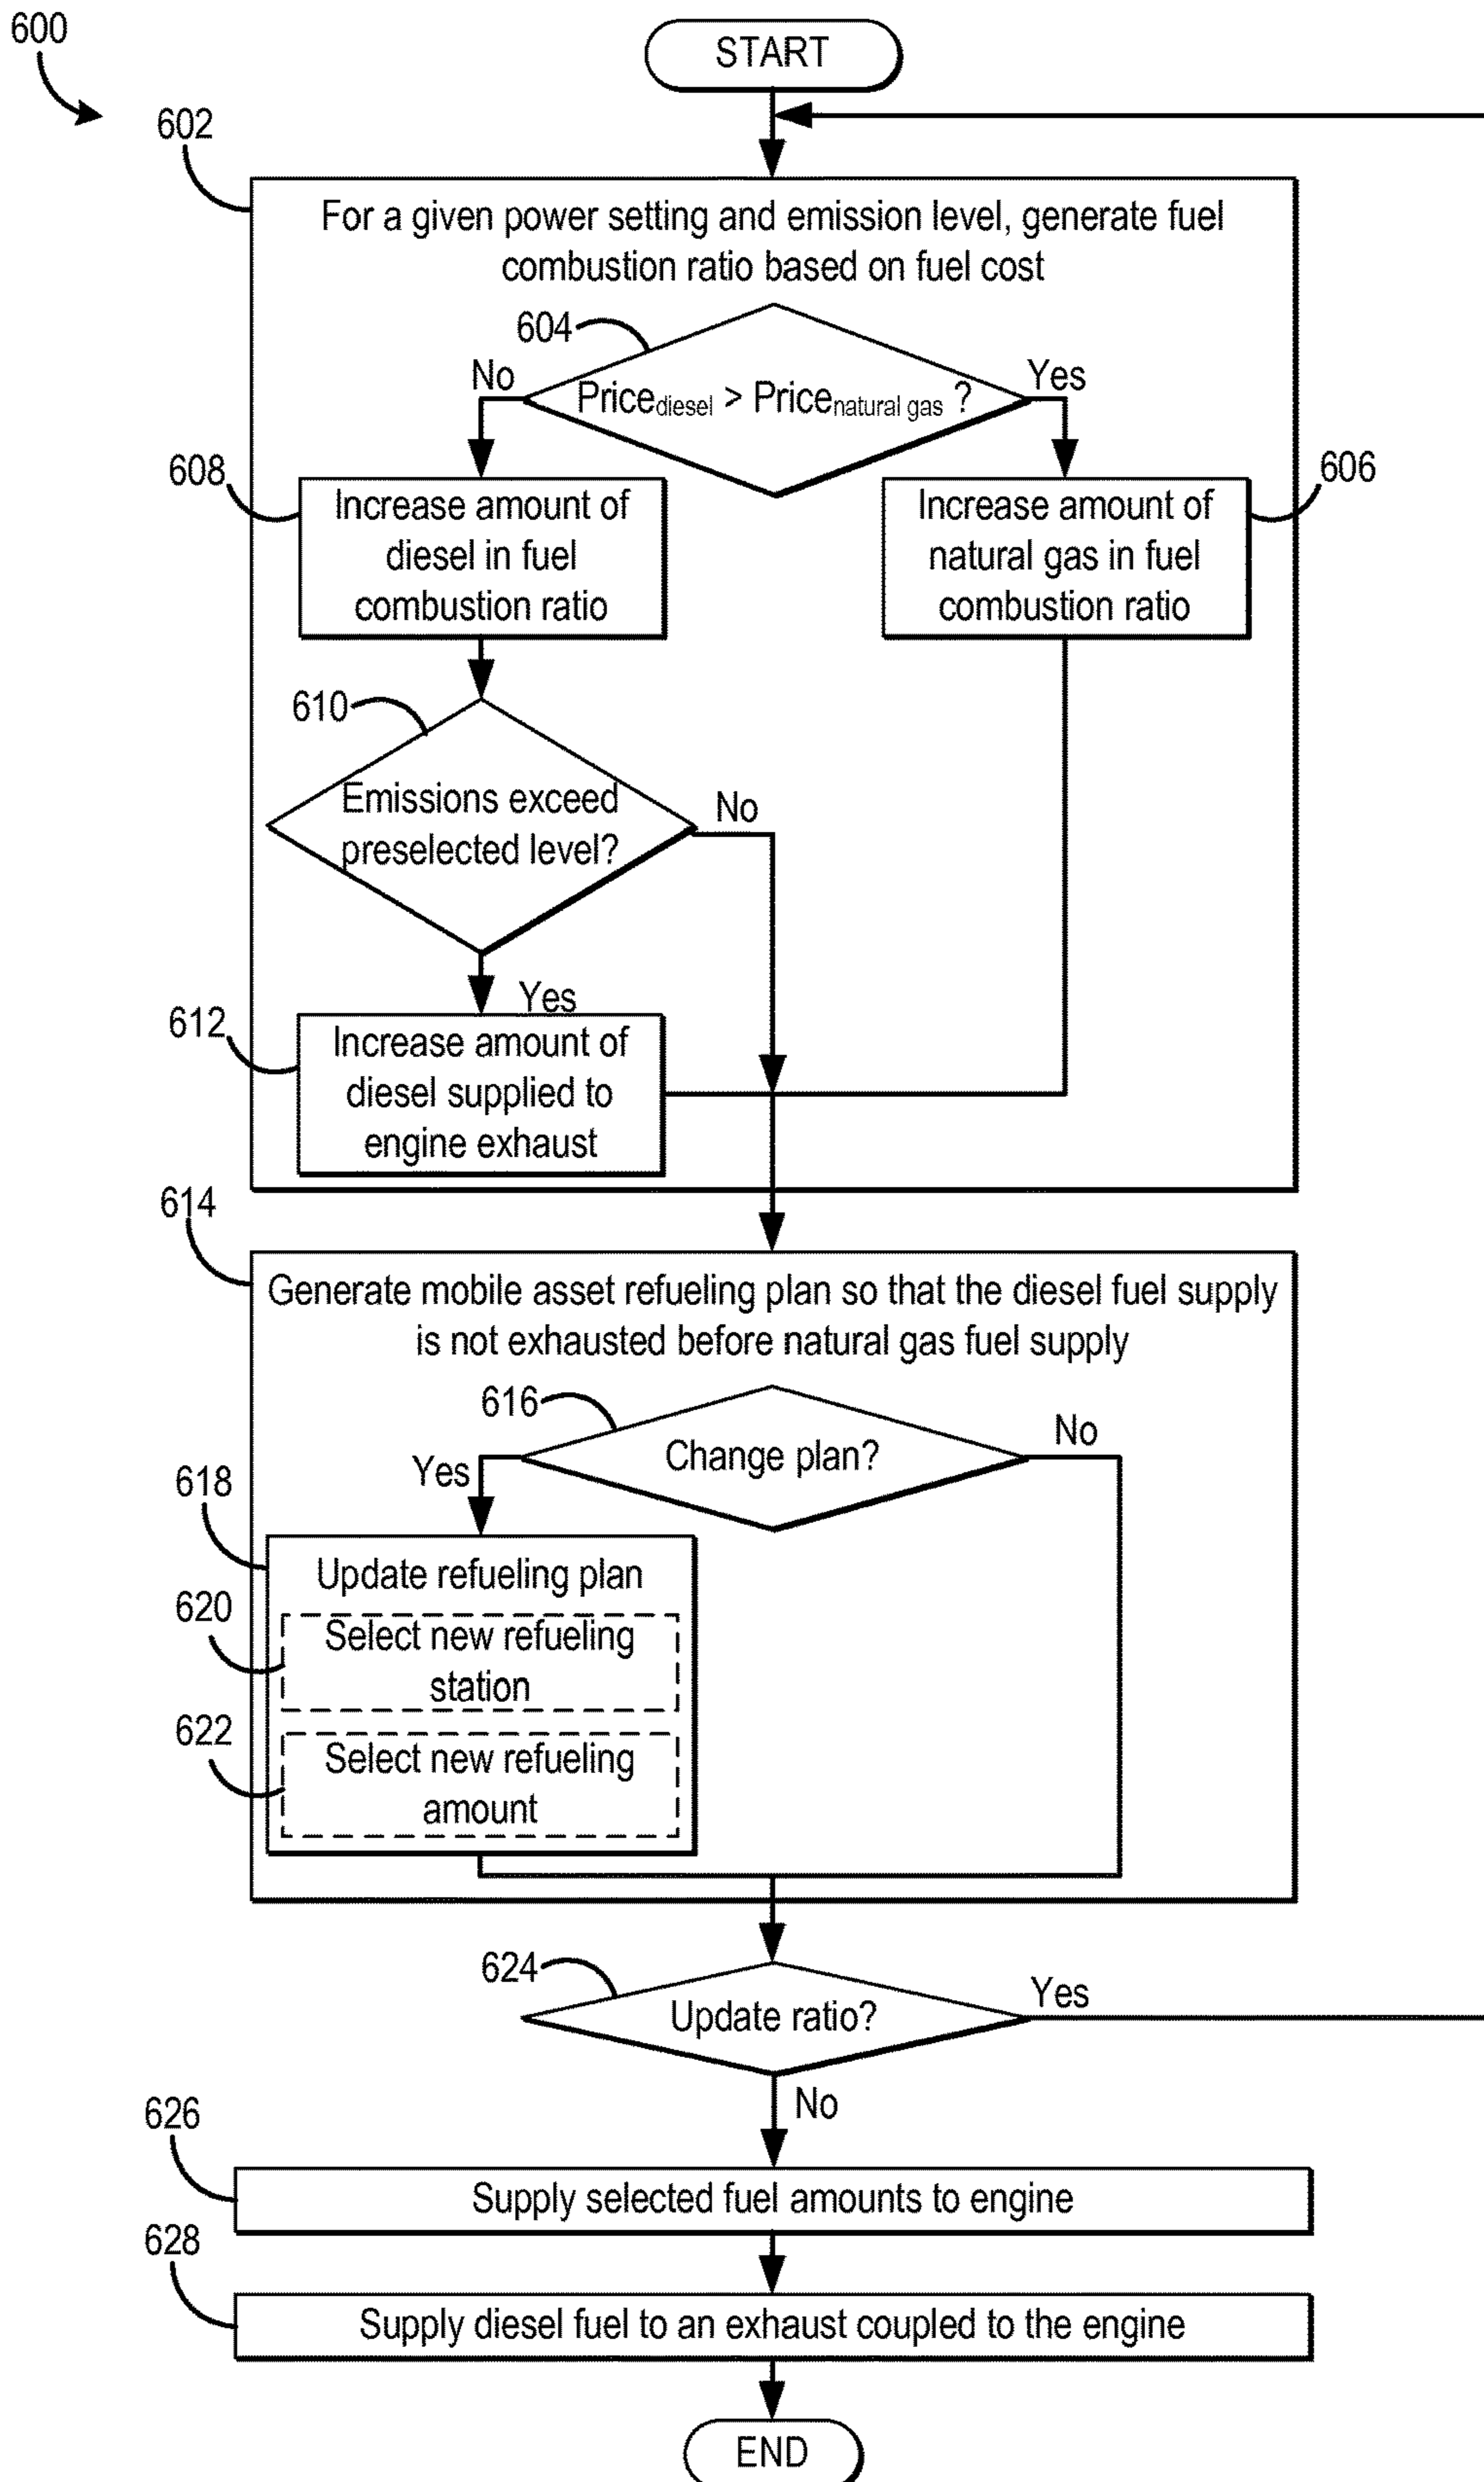 600
START
602
For a given power setting and emission level, generate fuel
combustion ratio based on fuel cost
604
No
Price diesel > Price natural gas ?
Yes
608
Increase amount of
diesel in fuel
combustion ratio
606
Increase amount of
natural gas in fuel
combustion ratio
610
Emissions exceed
preselected level?
No
Yes
612
Increase amount of
diesel supplied to
engine exhaust
614
Generate mobile asset refueling plan so that the diesel fuel supply
is not exhausted before natural gas fuel supply
616
Change plan?
No
Yes
618
Update refueling plan
620
Select new refueling
station
622
Select new refueling
amount
624
Update ratio?
Yes
No
626
Supply selected fuel amounts to engine
628
Supply diesel fuel to an exhaust coupled to the engine
END